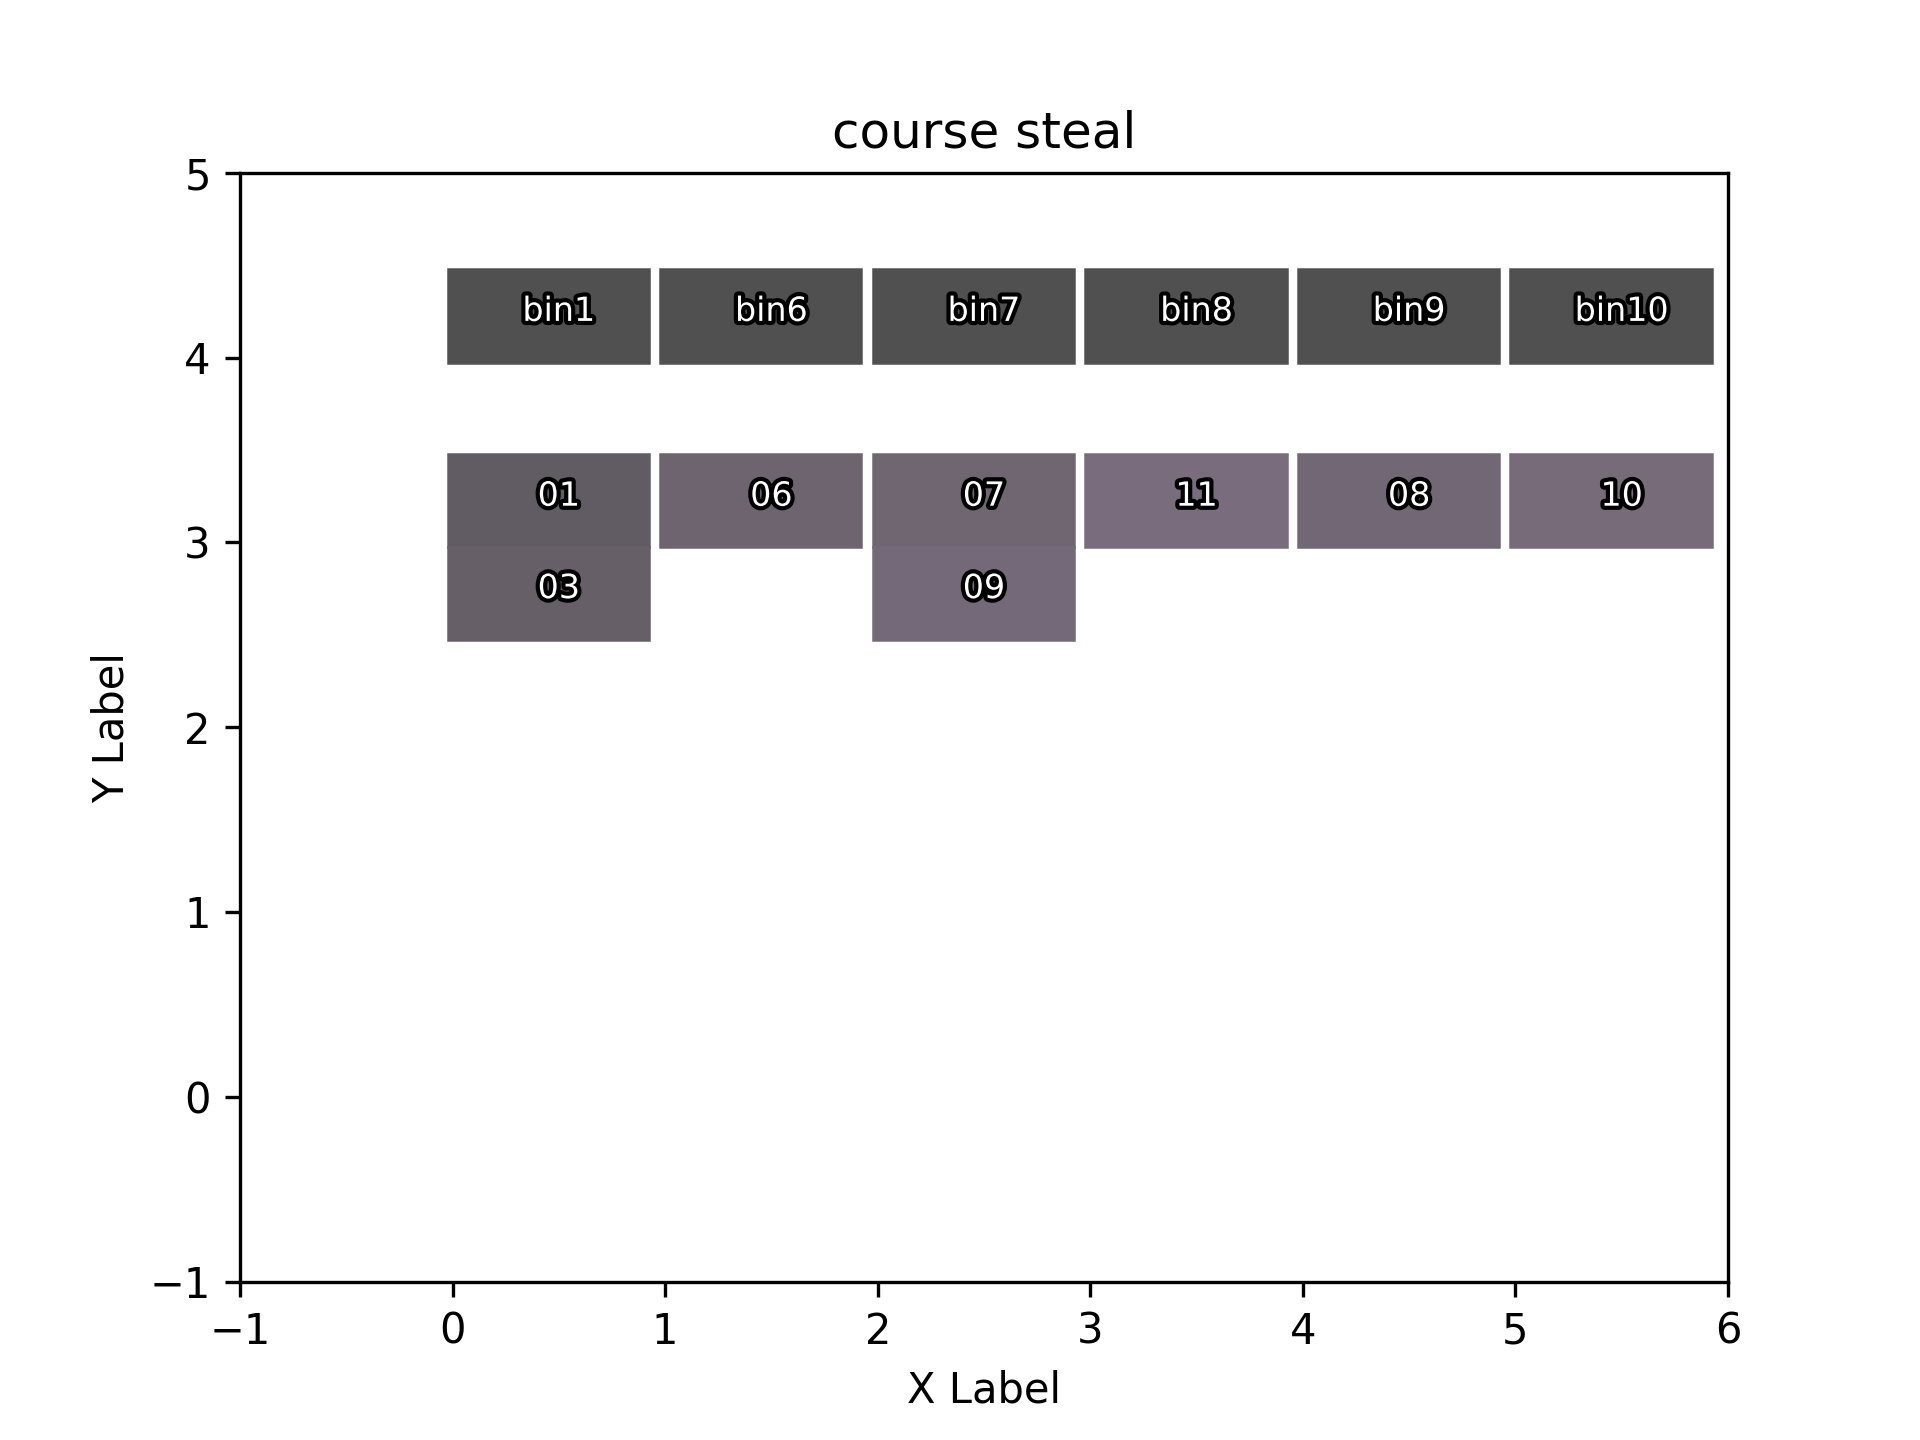 course steal
5
bin1 bin6 bin7 bin8 bin9 bin10
4
01 06 07 11 08 10
3
03 09
Y Label
2
1
0
−1
−1 0 1 2 3 4 5 6
X Label